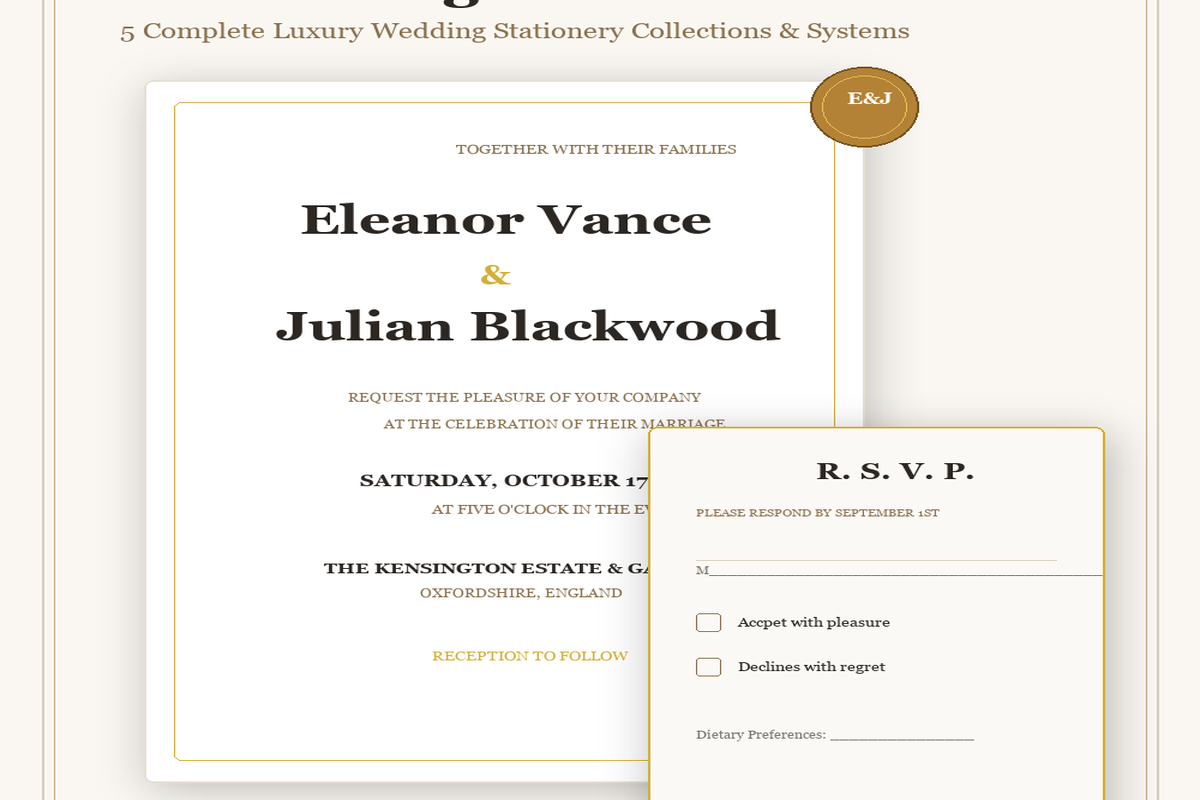 5 Complete Luxury Wedding Stationery Collections & Systems
E&J
TOGETHER WITH THEIR FAMILIES
Eleanor Vance
&
Julian Blackwood
REQUEST THE PLEASURE OF YOUR COMPANY
AT THE CELEBRATION OF THEIR MARRIAGE
SATURDAY, OCTOBER 17
AT FIVE O'CLOCK IN THE
THE KENSINGTON ESTATE &
OXFORDSHIRE, ENGLAND
RECEPTION TO FOLLOW
R. S. V. P.
PLEASE RESPOND BY SEPTEMBER 1ST
M
Accpet with pleasure
Declines with regret
Dietary Preferences: _______________